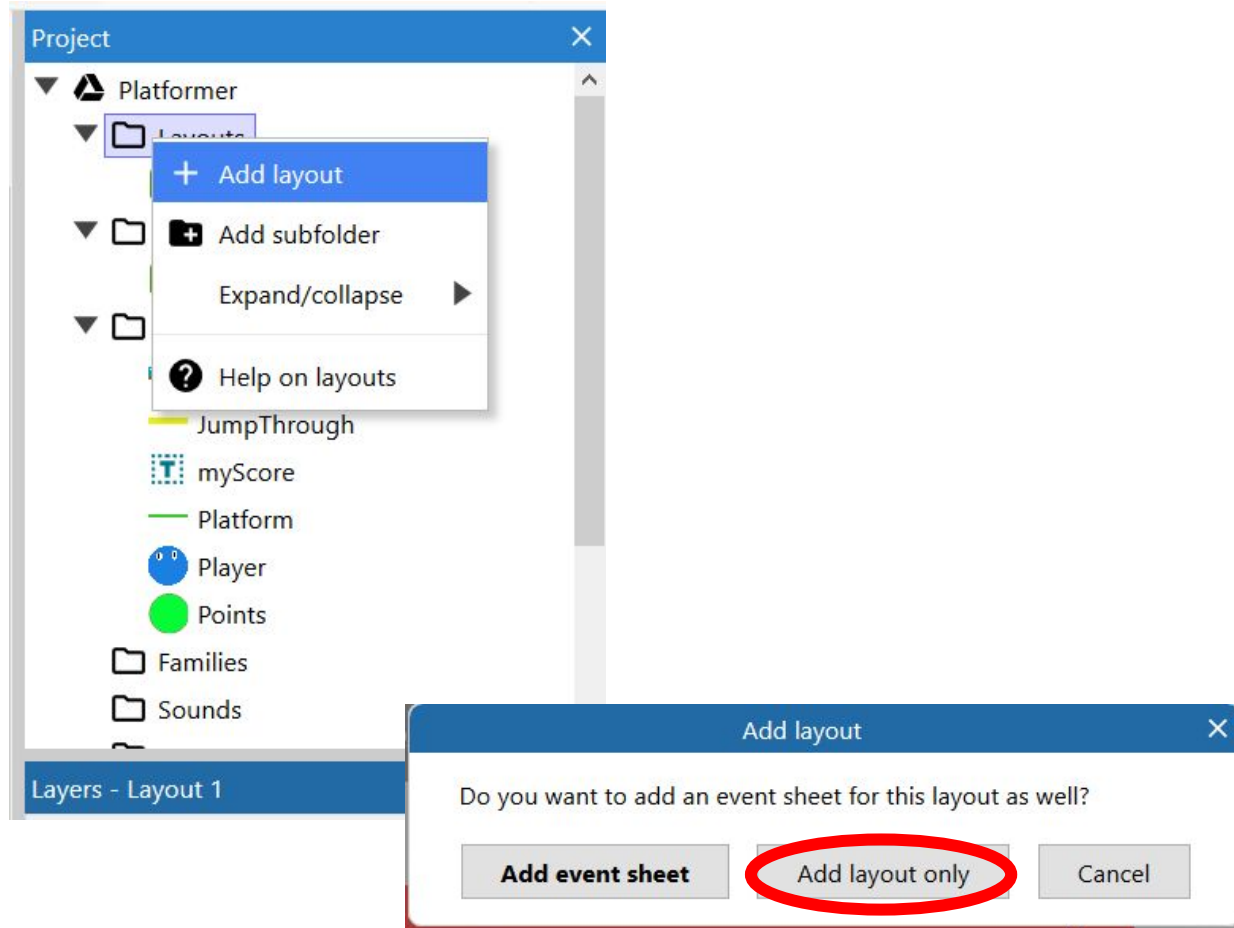 Project
Platformer
Add layout
Add subfolder
Expand/collapse
Help on layouts
JumpThrough
myScore
Platform
Player
Points
Families
Sounds
Layers - Layout 1
Add layout
Do you want to add an event sheet for this layout as well?
Add event sheet Add layout only Cancel